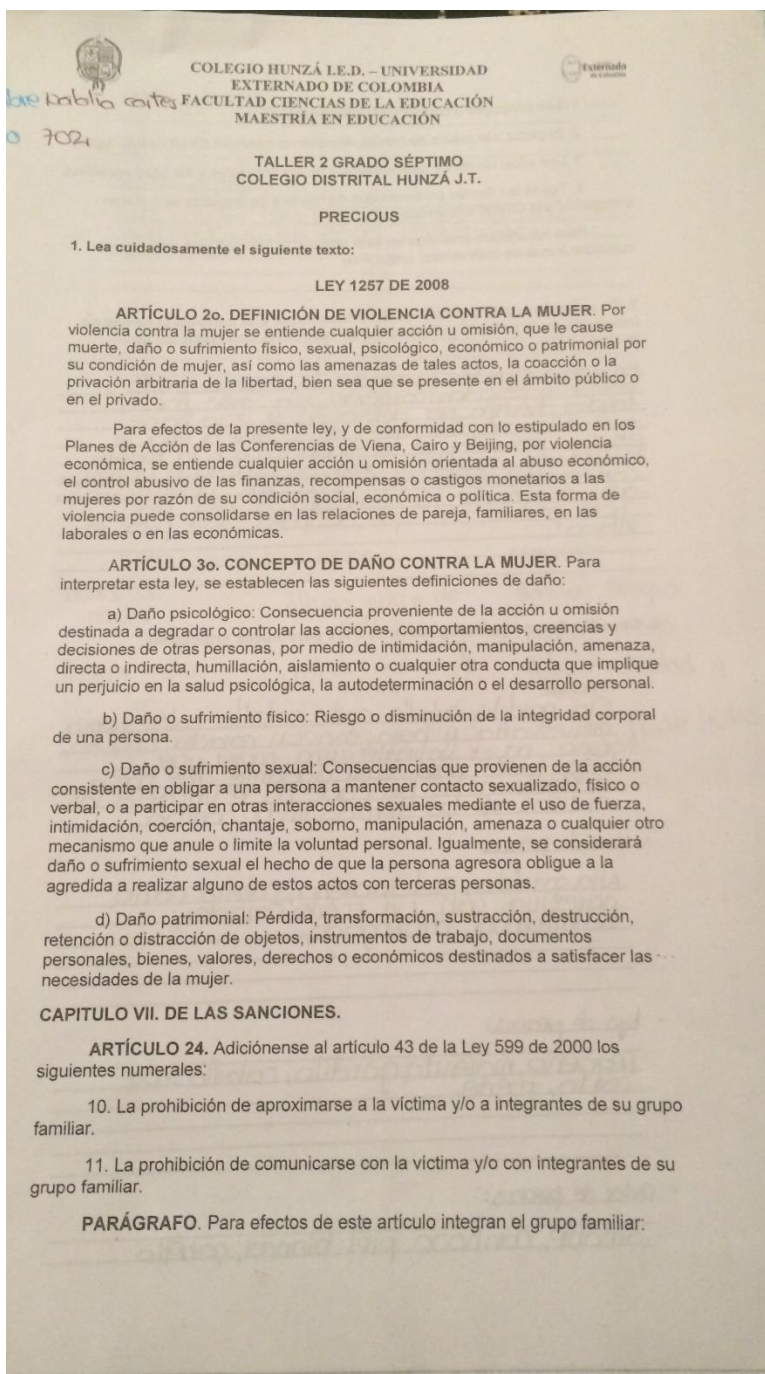 COLEGIO HUNZÁ I.E.D. – UNIVERSIDAD
EXTERNADO DE COLOMBIA
FACULTAD CIENCIAS DE LA EDUCACIÓN
MAESTRÍA EN EDUCACIÓN
Externado
de Colombia
cortes
702
TALLER 2 GRADO SÉPTIMO
COLEGIO DISTRITAL HUNZÁ J.T.
PRECIOUS
1. Lea cuidadosamente el siguiente texto:
LEY 1257 DE 2008
ARTÍCULO 2o. DEFINICIÓN DE VIOLENCIA CONTRA LA MUJER. Por
violencia contra la mujer se entiende cualquier acción u omisión, que le cause
muerte, daño o sufrimiento físico, sexual, psicológico, económico o patrimonial por
su condición de mujer, así como las amenazas de tales actos, la coacción o la
privación arbitraria de la libertad, bien sea que se presente en el ámbito público o
en el privado.
Para efectos de la presente ley, y de conformidad con lo estipulado en los
Planes de Acción de las Conferencias de Viena, Cairo y Beijing, por violencia
económica, se entiende cualquier acción u omisión orientada al abuso económico,
el control abusivo de las finanzas, recompensas o castigos monetarios a las
mujeres por razón de su condición social, económica o política. Esta forma de
violencia puede consolidarse en las relaciones de pareja, familiares, en las
laborales o en las económicas.
ARTÍCULO 3o. CONCEPTO DE DAÑO CONTRA LA MUJER. Para
interpretar esta ley, se establecen las siguientes definiciones de daño:
a) Daño psicológico: Consecuencia proveniente de la acción u omisión
destinada a degradar o controlar las acciones, comportamientos, creencias y
decisiones de otras personas, por medio de intimidación, manipulación, amenaza,
directa o indirecta, humillación, aislamiento o cualquier otra conducta que implique
un perjuicio en la salud psicológica, la autodeterminación o el desarrollo personal.
b) Daño o sufrimiento físico: Riesgo o disminución de la integridad corporal
de una persona.
c) Daño o sufrimiento sexual: Consecuencias que provienen de la acción
consistente en obligar a una persona a mantener contacto sexualizado, físico o
verbal, o a participar en otras interacciones sexuales mediante el uso de fuerza,
intimidación, coerción, chantaje, soborno, manipulación, amenaza o cualquier otro
mecanismo que anule o limite la voluntad personal. Igualmente, se considerará
daño o sufrimiento sexual el hecho de que la persona agresora obligue a la
agredida a realizar alguno de estos actos con terceras personas.
d) Daño patrimonial: Pérdida, transformación, sustracción, destrucción,
retención o distracción de objetos, instrumentos de trabajo, documentos
personales, bienes, valores, derechos o económicos destinados a satisfacer las
necesidades de la mujer.
CAPITULO VII. DE LAS SANCIONES.
ARTÍCULO 24. Adiciónense al artículo 43 de la Ley 599 de 2000 los
siguientes numerales:
10. La prohibición de aproximarse a la víctima y/o a integrantes de su grupo
familiar.
11. La prohibición de comunicarse con la víctima y/o con integrantes de su
grupo familiar.
PARÁGRAFO. Para efectos de este artículo integran el grupo familiar: